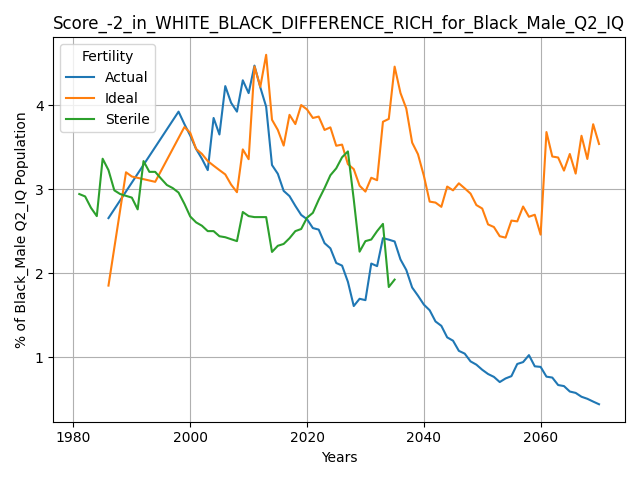 Score_-2_in_WHITE_BLACK_DIFFERENCE_RICH_for_Black_Male_Q2_IQ
Fertility
Actual
Ideal
Sterile
% of Black_Male Q2_IQ Population
4
3
2
1
1980 2000 2020 2040 2060
Years